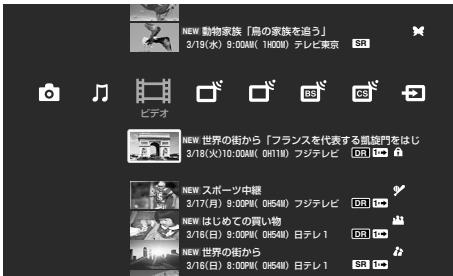 NEW 動物家族「鳥の家族を追う」
3/19(水) 9:00AM( 1H00M) テレビ東京 SR
BS
CS
ビデオ
NEW 世界の街から「フランスを代表する凱旋門をはじ
3/18(火)10:00AM( 0H11M) フジテレビ DR 1
NEW スポーツ中継
3/17(月) 9:00PM( 0H54M) フジテレビ DR 1
NEW はじめての買い物
3/16(日) 9:00PM( 0H54M) 日テレ1 DR 1
NEW 世界の街から
3/16(日) 8:00PM( 0H54M) 日テレ1 SR 1